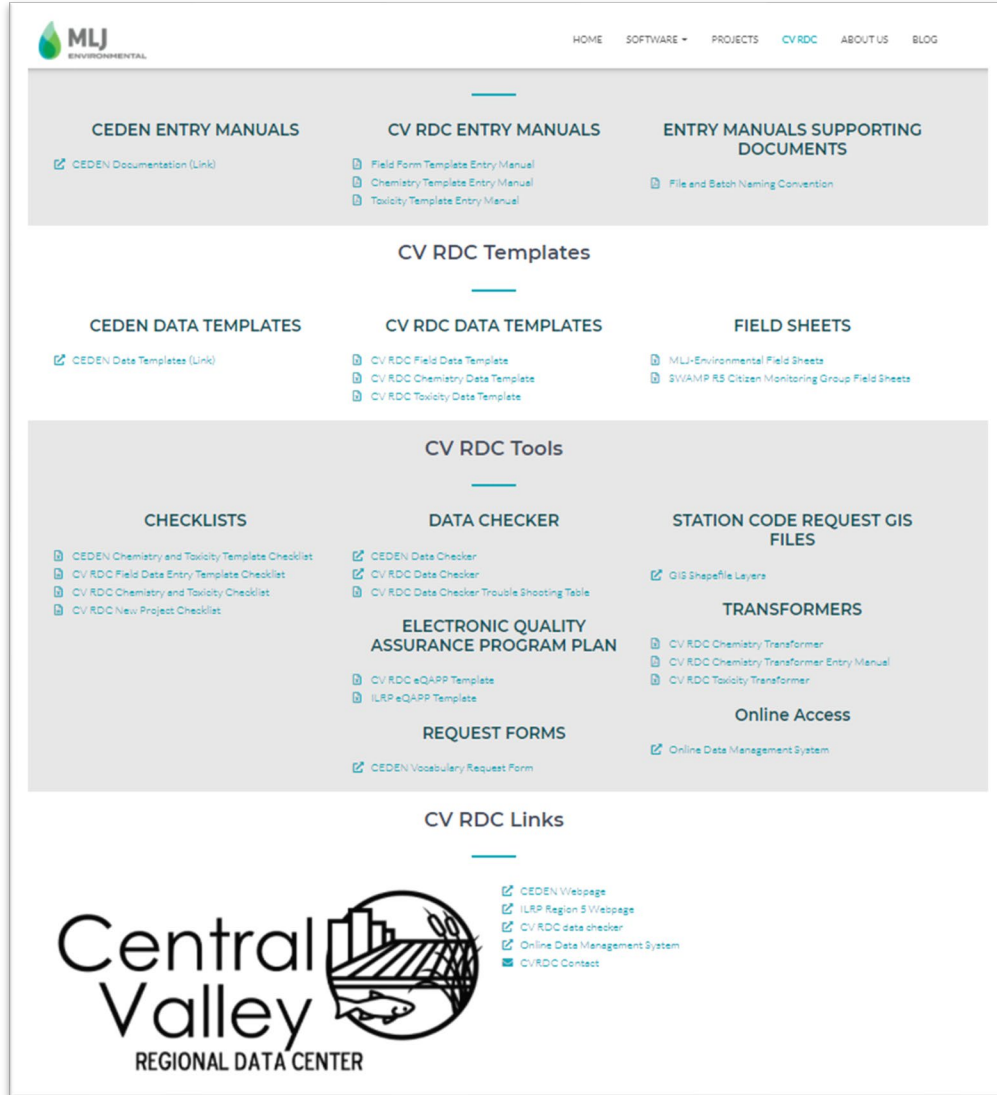 MLJ
ENVIRONMENTAL
HOME SOFTWARE PROJECTS CV RDC ABOUT US BLOG
CEDEN ENTRY MANUALS
CEDEN Documentation (Link)
CV RDC ENTRY MANUALS
Field Form Template Entry Manual
Chemistry Template Entry Manual
Toxicity Template Entry Manual
ENTRY MANUALS SUPPORTING
DOCUMENTS
File and Batch Naming Convention
CV RDC Templates
CEDEN DATA TEMPLATES
CEDEN Data Templates (Link)
CV RDC DATA TEMPLATES
CV RDC Field Data Template
CV RDC Chemistry Data Template
CV RDC Toxicity Data Template
FIELD SHEETS
MLJ-Environmental Field Sheets
SWAMP R5 Citizen Monitoring Group Field Sheets
CV RDC Tools
CHECKLISTS
CEDEN Chemistry and Toxicity Template Checklist
CV RDC Field Data Entry Template Checklist
CV RDC Chemistry and Toxicity Checklist
CV RDC New Project Checklist
DATA CHECKER
CEDEN Data Checker
CV RDC Data Checker
CV RDC Data Checker Trouble Shooting Table
ELECTRONIC QUALITY
ASSURANCE PROGRAM PLAN
CV RDC eQAPP Template
ILRP eQAPP Template
REQUEST FORMS
CEDEN Vocabulary Request Form
STATION CODE REQUEST GIS
FILES
GIS Shapefile Layers
TRANSFORMERS
CV RDC Chemistry Transformer
CV RDC Chemistry Transformer Entry Manual
CV RDC Toxicity Transformer
Online Access
Online Data Management System
CV RDC Links
Central
Valley
REGIONAL DATA CENTER
CEDEN Webpage
ILRP Region 5 Webpage
CV RDC data checker
Online Data Management System
CVRDC Contact